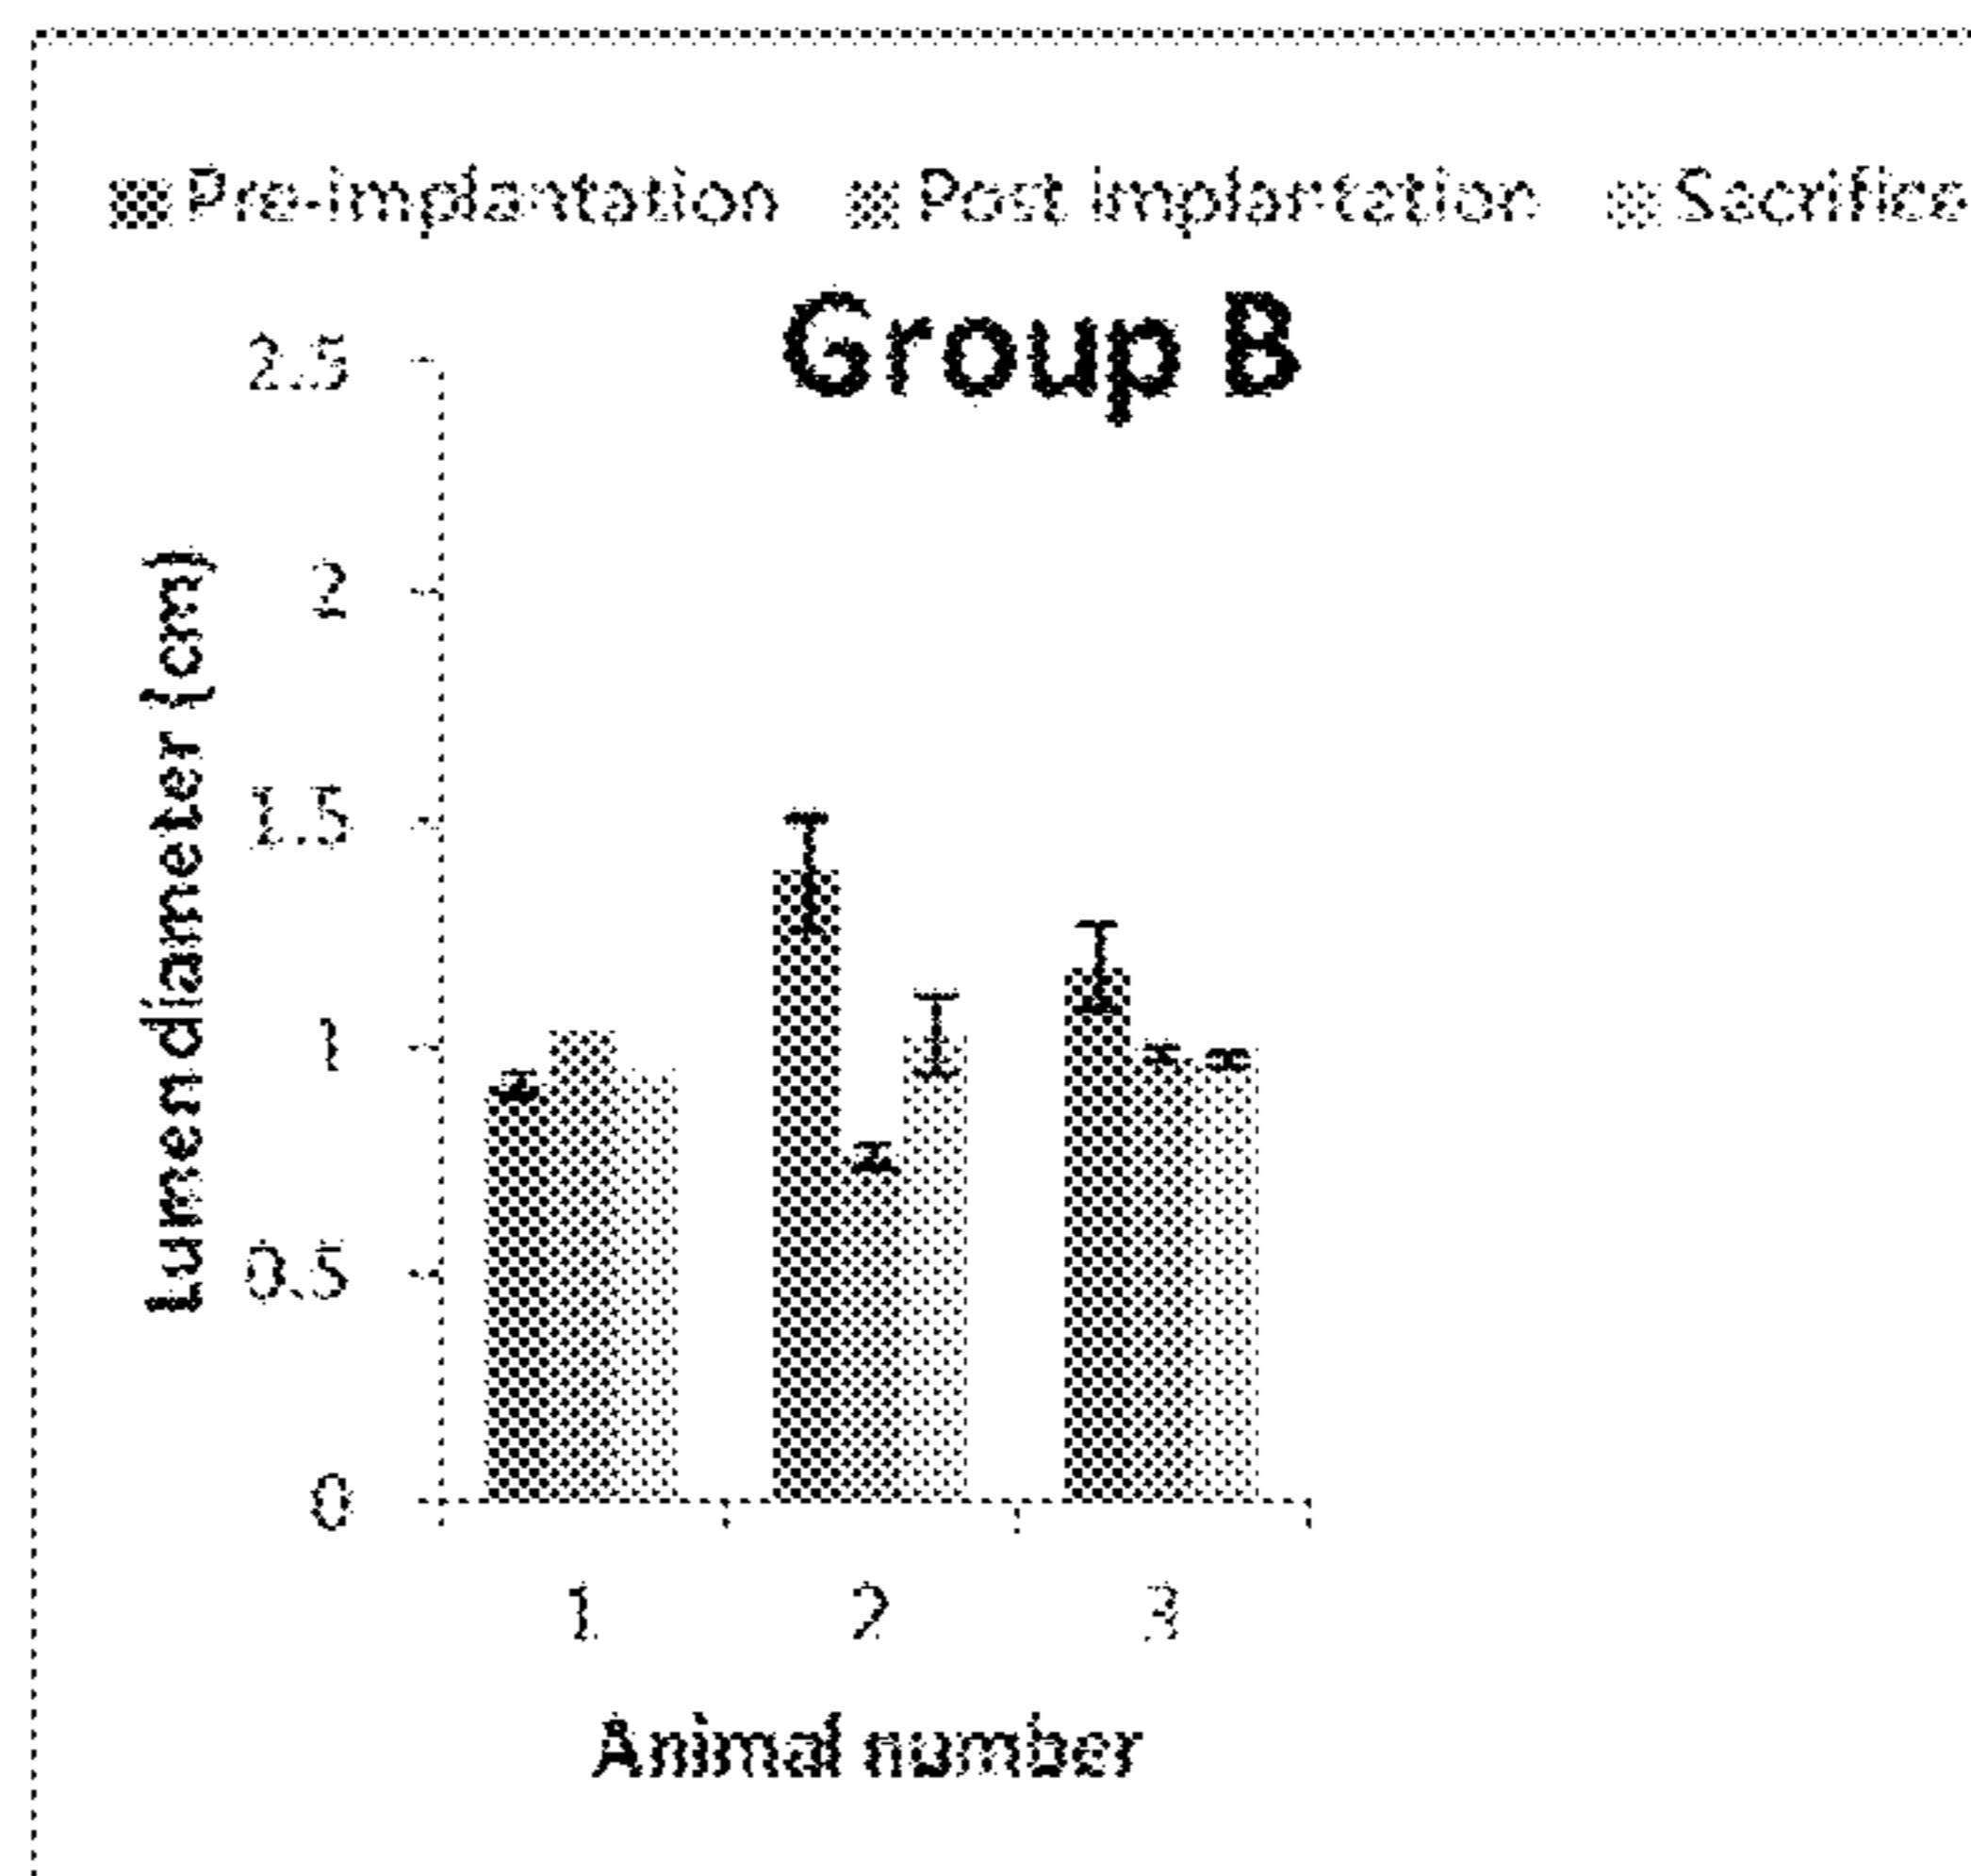 Pre-implantation Post implantation Sacrifice
Group B
2.5
2
1.5
1
0.5
0
Lumen diameter (cm)
1 2 3
Animal number